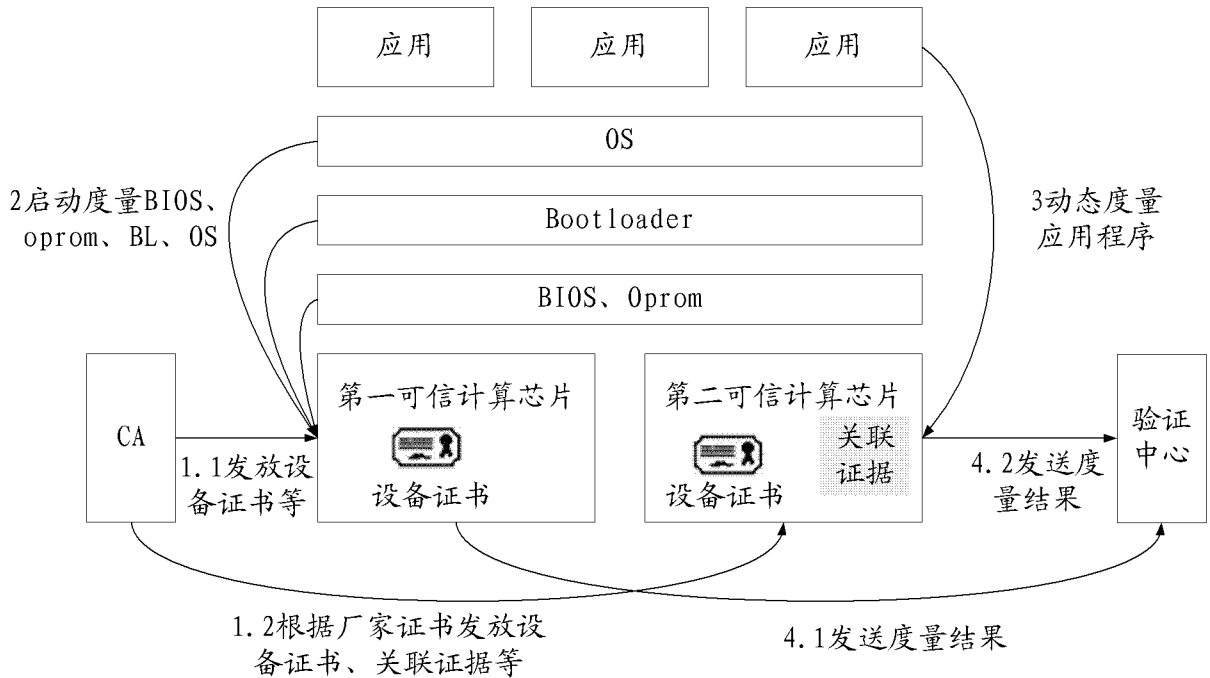 应用
应用
应用
OS
2启动度量BIOS、
oprom、BL、OS
Bootloader
3动态度量
应用程序
BIOS、Oprom
CA
1.1发放设
备证书等
第一可信计算芯片
设备证书
第二可信计算芯片
设备证书
关联
证据
4.2发送度
量结果
验证
中心
1.2根据厂家证书发放设
备证书、关联证据等
4.1发送度量结果